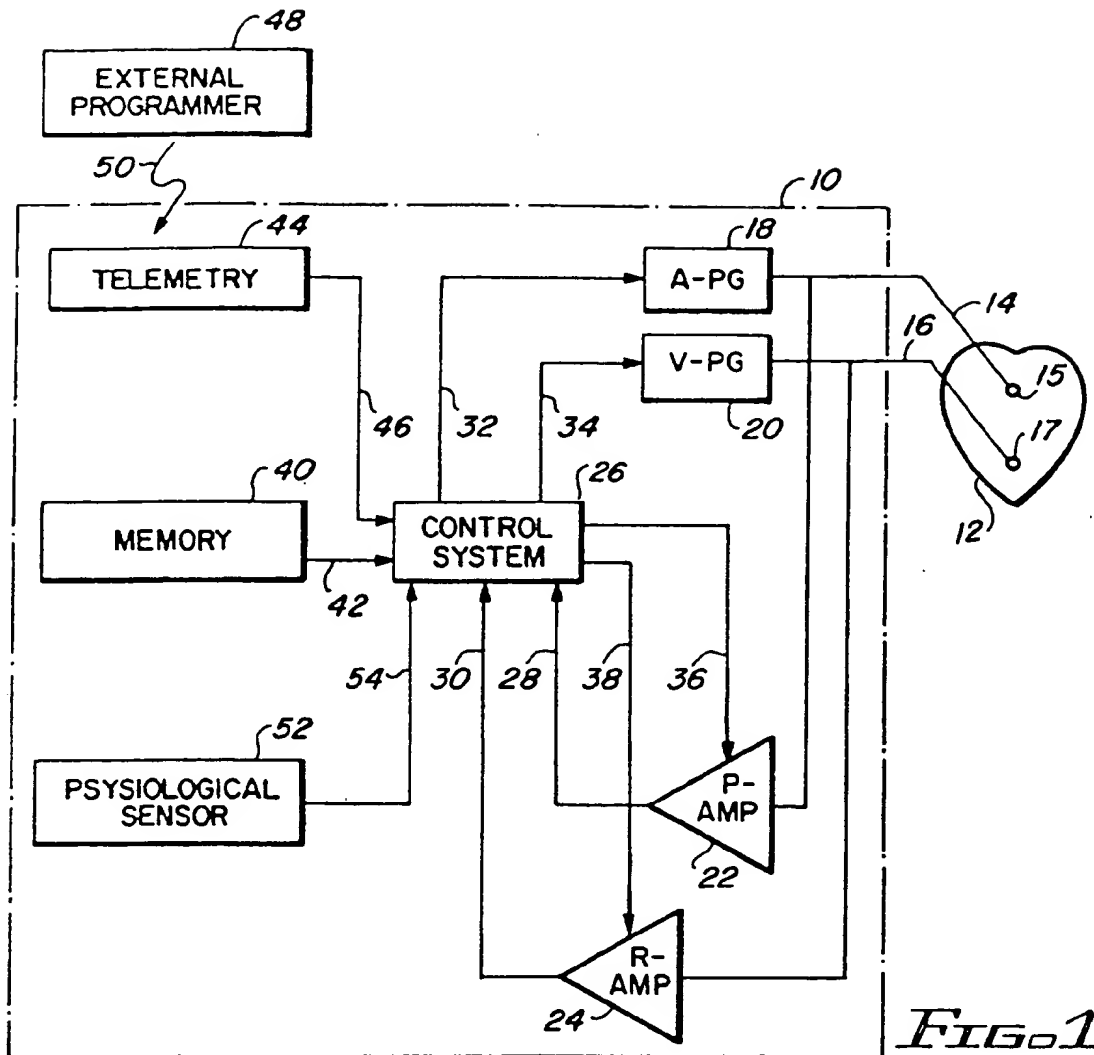 48
EXTERNAL
PROGRAMMER
50
10
44
TELEMETRY
18
A-PG
14
16
V-PG
20
15
17
12
46
32
34
40
MEMORY
42
26
CONTROL
SYSTEM
54
30
28
38
36
52
PSYSIOLOGICAL
SENSOR
P-
AMP
22
R-
AMP
24
FIG. 1